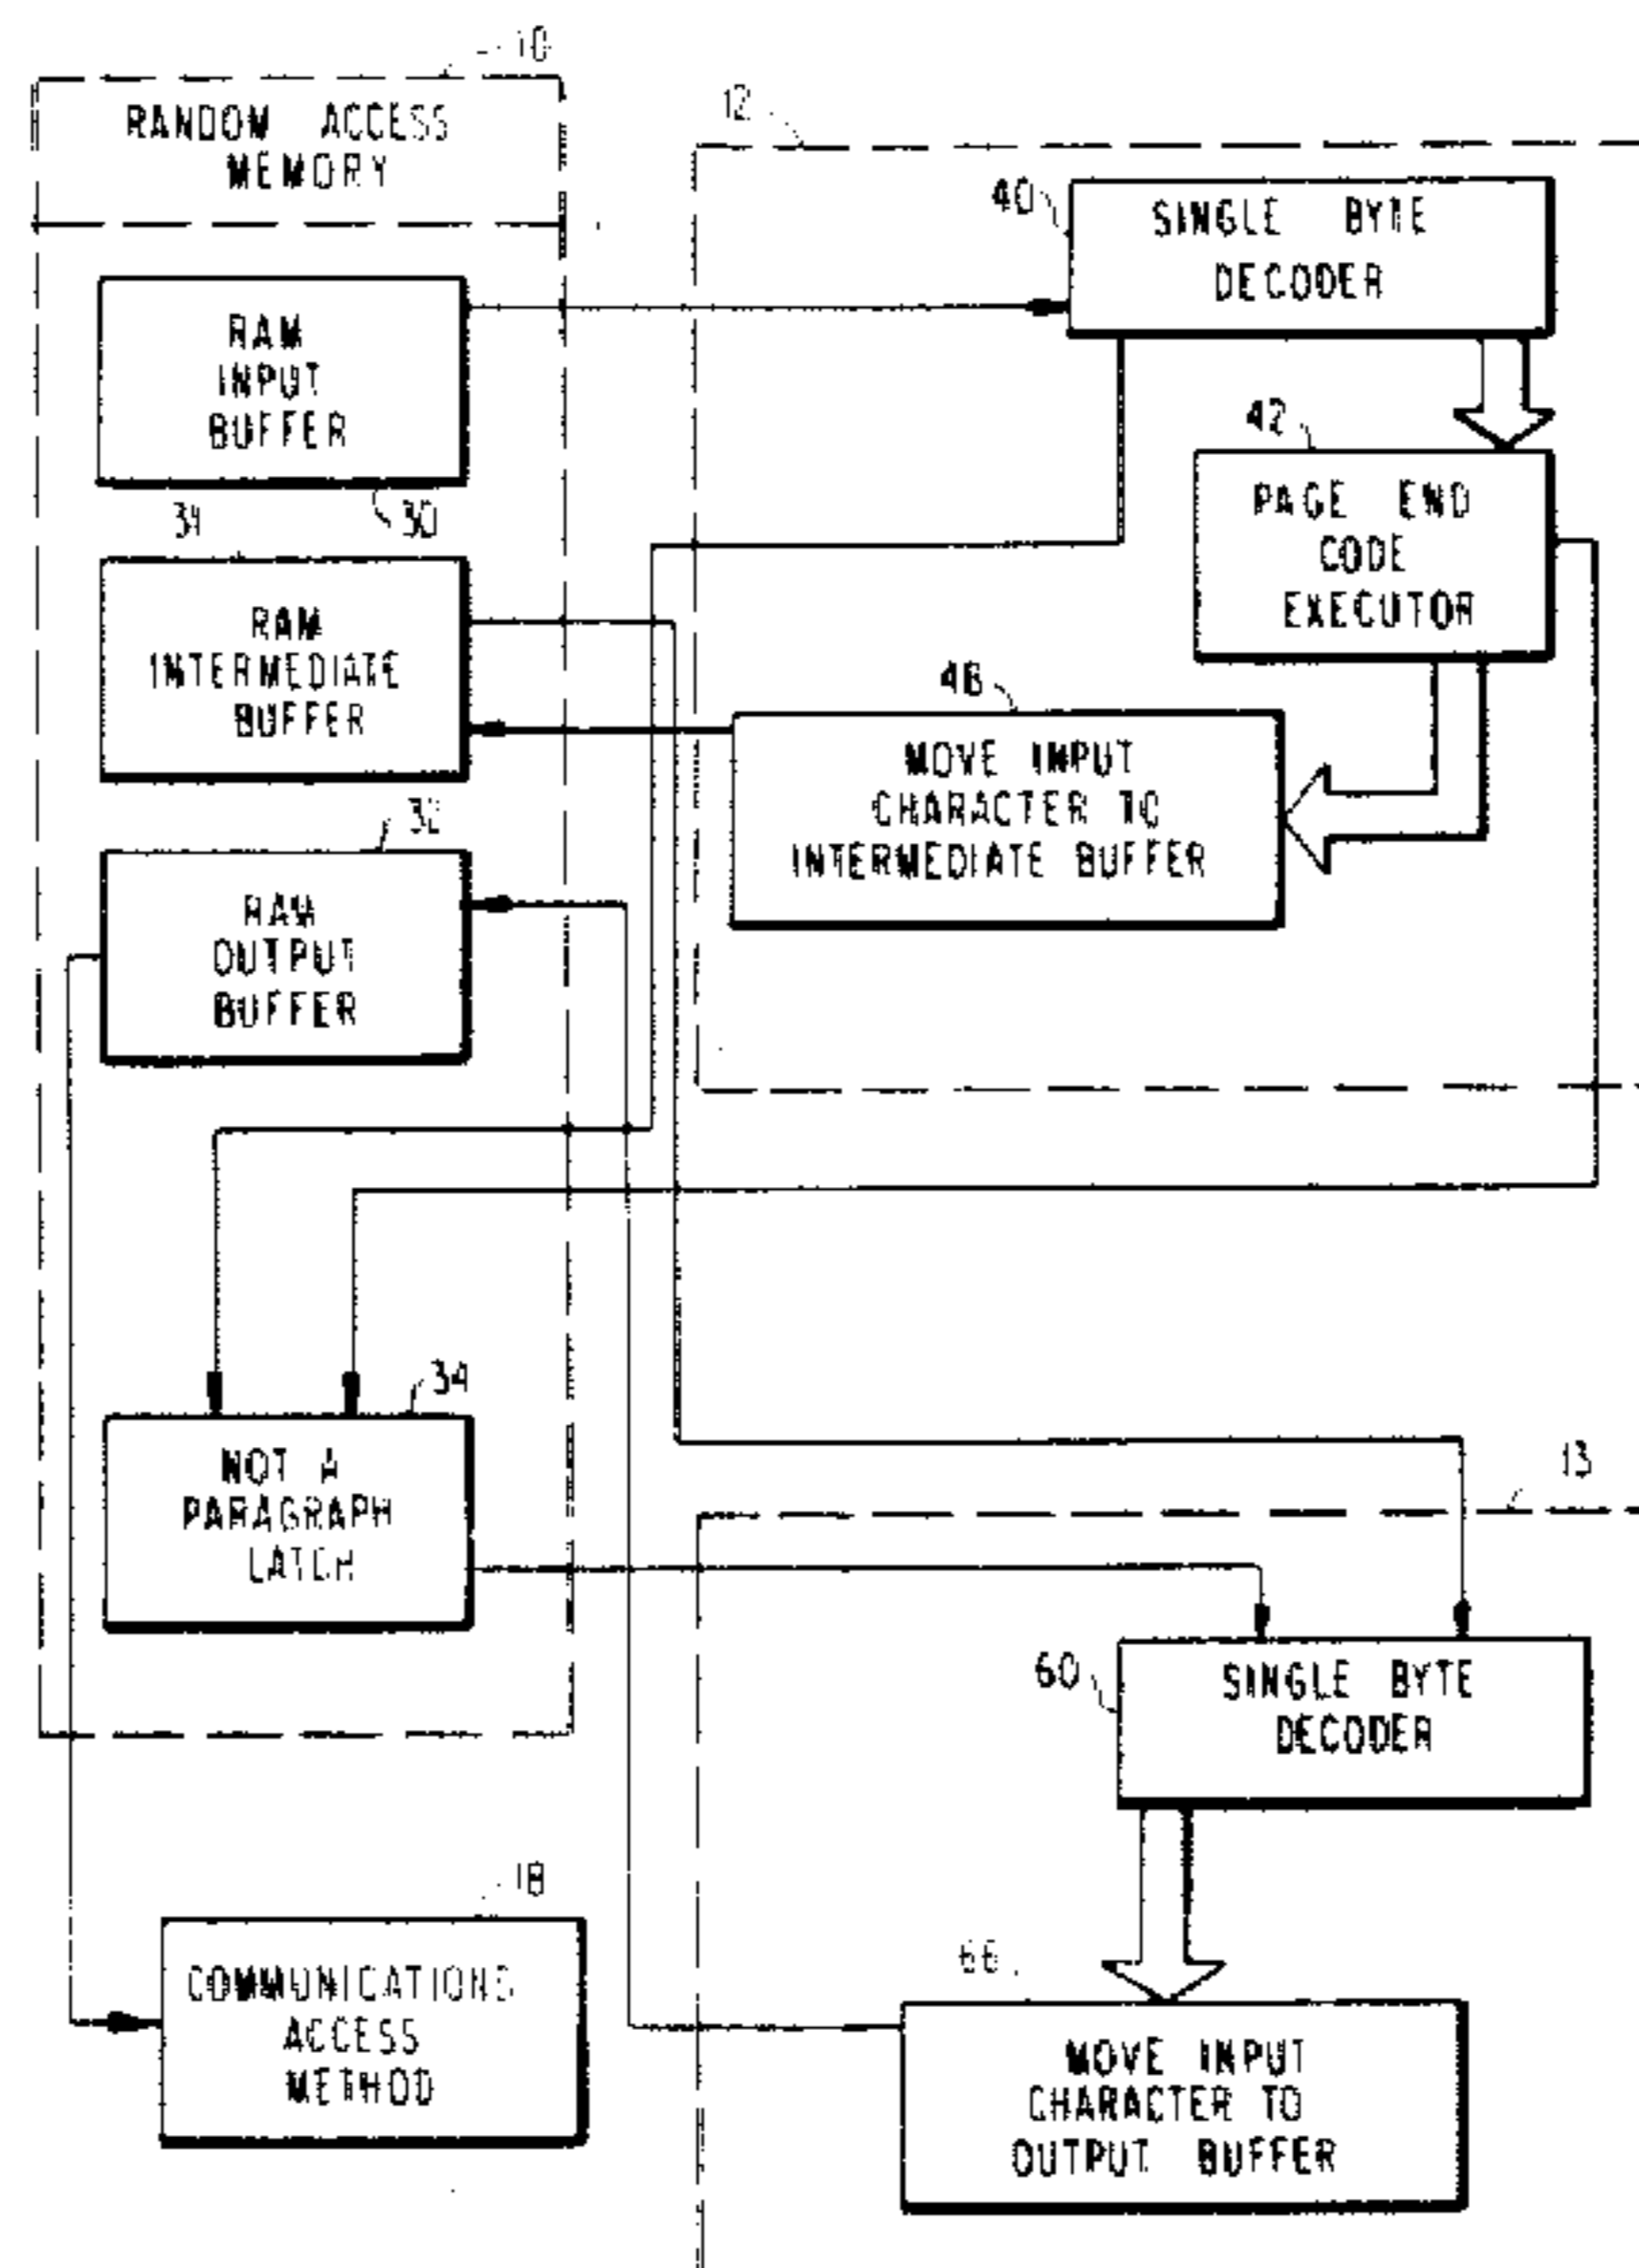 10
RANDOM ACCESS
MEMORY
12
40
SINGLE BYTE
DECODER
RAM
INPUT
BUFFER
30
42
PAGE END
CODE
EXECUTOR
31
RAM
INTERMEDIATE
BUFFER
46
MOVE INPUT
CHARACTER TO
INTERMEDIATE BUFFER
32
RAM
OUTPUT
BUFFER
34
NOT A
PARAGRAPH
LATCH
13
60
SINGLE BYTE
DECODER
18
COMMUNICATIONS
ACCESS
METHOD
66
MOVE INPUT
CHARACTER TO
OUTPUT BUFFER